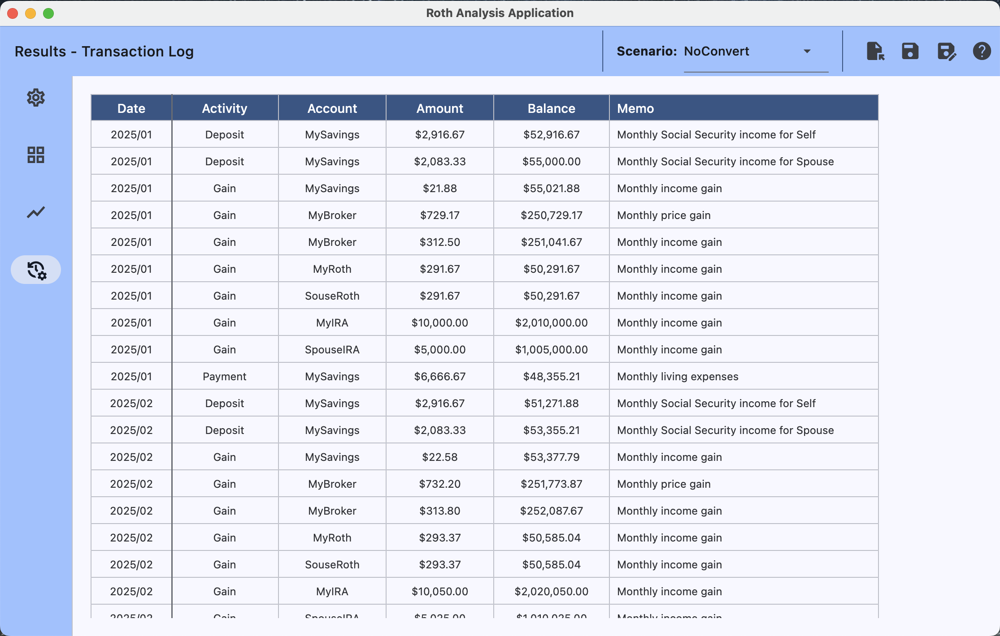 Roth Analysis Application
Results - Transaction Log
Scenario: NoConvert
Date Activity Account Amount Balance Memo
2025/01 Deposit MySavings $2,916.67 $52,916.67 Monthly Social Security income for Self
2025/01 Deposit MySavings $2,083.33 $55,000.00 Monthly Social Security income for Spouse
2025/01 Gain MySavings $21.88 $55,021.88 Monthly income gain
2025/01 Gain MyBroker $729.17 $250,729.17 Monthly price gain
2025/01 Gain MyBroker $312.50 $251,041.67 Monthly income gain
2025/01 Gain MyRoth $291.67 $50,291.67 Monthly income gain
2025/01 Gain SouseRoth $291.67 $50,291.67 Monthly income gain
2025/01 Gain MyIRA $10,000.00 $2,010,000.00 Monthly income gain
2025/01 Gain SpouseIRA $5,000.00 $1,005,000.00 Monthly income gain
2025/01 Payment MySavings $6,666.67 $48,355.21 Monthly living expenses
2025/02 Deposit MySavings $2,916.67 $51,271.88 Monthly Social Security income for Self
2025/02 Deposit MySavings $2,083.33 $53,355.21 Monthly Social Security income for Spouse
2025/02 Gain MySavings $22.58 $53,377.79 Monthly income gain
2025/02 Gain MyBroker $732.20 $251,773.87 Monthly price gain
2025/02 Gain MyBroker $313.80 $252,087.67 Monthly income gain
2025/02 Gain MyRoth $293.37 $50,585.04 Monthly income gain
2025/02 Gain SouseRoth $293.37 $50,585.04 Monthly income gain
2025/02 Gain MyIRA $10,050.00 $2,020,050.00 Monthly income gain
2025/02 Gain SpouseIRA $5,025.00 $1,010,025.00 Monthly income gain